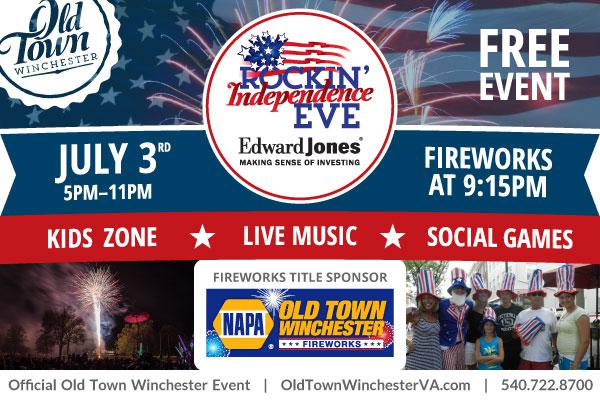 Old
Town
WINCHESTER
ROCKIN'
Independence
EVE
Edward Jones®
MAKING SENSE OF INVESTING
FREE
EVENT
JULY 3RD
5PM–11PM
FIREWORKS
AT 9:15PM
KIDS ZONE ★ LIVE MUSIC ★ SOCIAL GAMES
FIREWORKS TITLE SPONSOR
NAPA®
OLD TOWN
WINCHESTER
★★★ FIREWORKS ★★★
Official Old Town Winchester Event | OldTownWinchesterVA.com | 540.722.8700